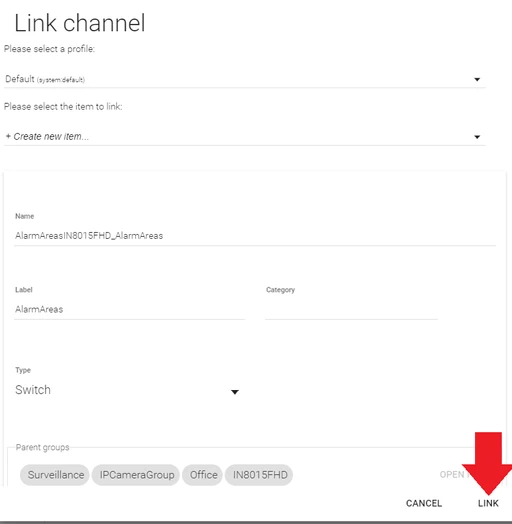 Link channel
Please select a profile:
Default (system:default)
Please select the item to link:
+ Create new item...
Name
AlarmAreasIN8015FHD_AlarmAreas
Label
Category
AlarmAreas
Type
Switch
Parent groups
Surveillance IPCameraGroup Office IN8015FHD
OPEN
CANCEL LINK